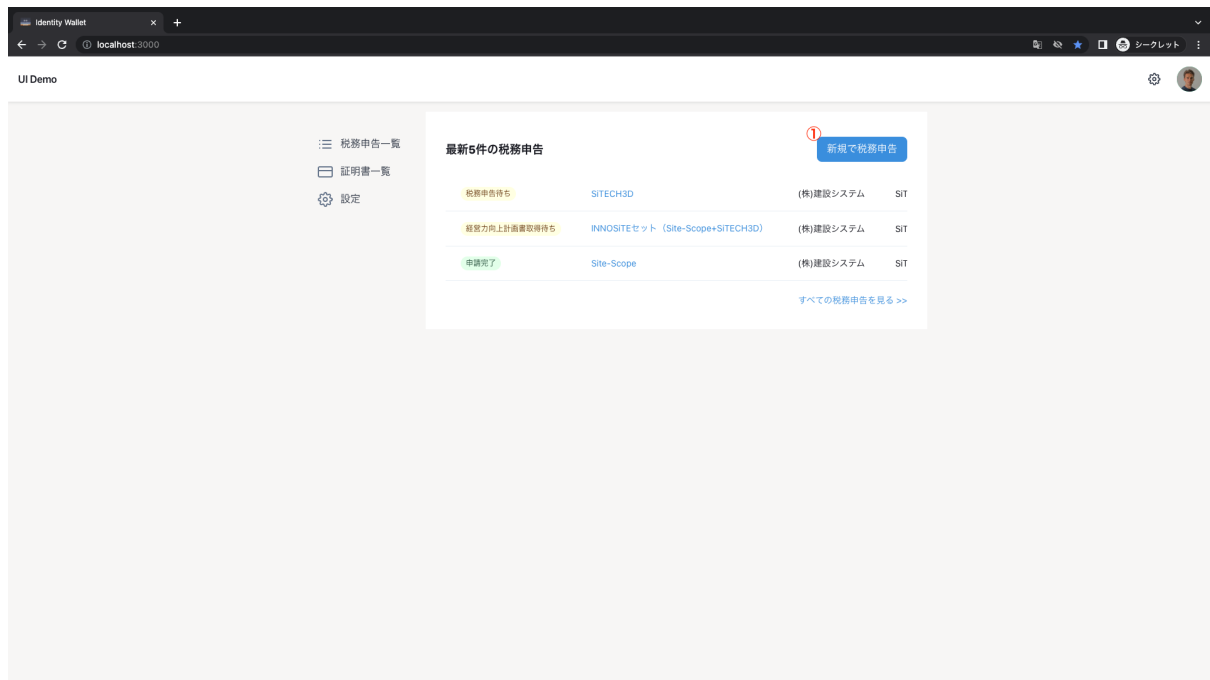 Identity Wallet
localhost:3000
シークレット
UI Demo
税務申告一覧
証明書一覧
設定
最新5件の税務申告
①
新規で税務申告
税務申告待ち SiTECH3D (株)建設システム SiT
経営力向上計画書取得待ち INNOSiTEセット（Site-Scope+SiTECH3D） (株)建設システム SiT
申請完了 Site-Scope (株)建設システム SiT
すべての税務申告を見る >>